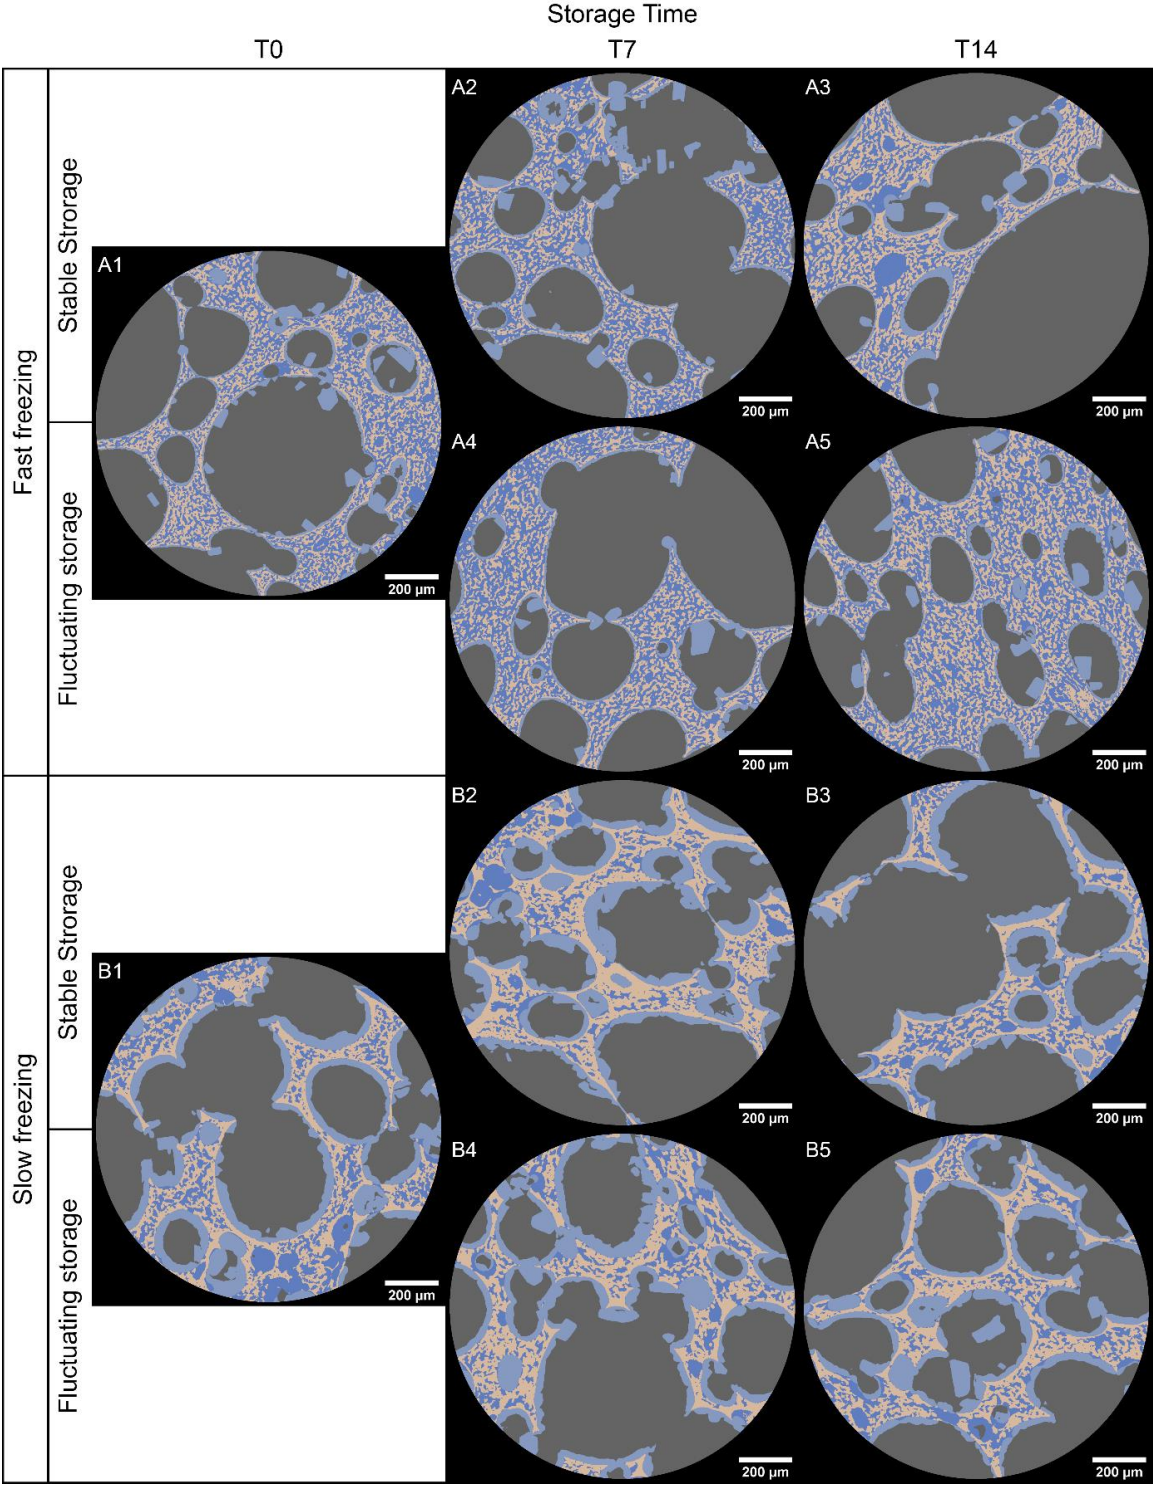 Storage Time
T0
T7
T14
Fast freezing
Stable Strorage
Fluctuating storage
A1
200 µm
A2
200 µm
A3
200 µm
A4
200 µm
A5
200 µm
Slow freezing
Stable Strorage
Fluctuating storage
B1
200 µm
B2
200 µm
B3
200 µm
B4
200 µm
B5
200 µm